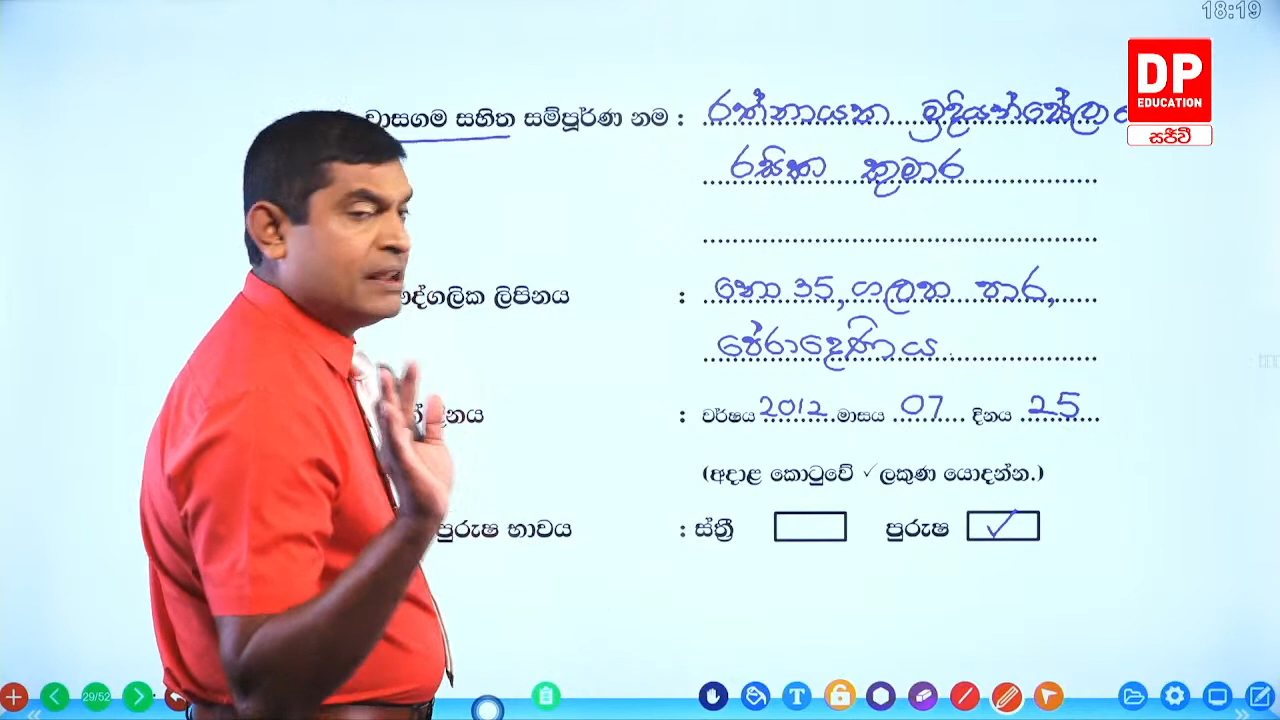 18:19
DP
EDUCATION
සජීවී
වාසගම සහිත සම්පූර්ණ නම : රත්නායක මුදියන්සේලාගේ
රසික කුමාර
ලිපිනය : නො 35, ගලහ පාර,
පේරාදෙණිය
: වර්ෂය 2012 මාසය 07 දිනය 25
(අදාළ කොටුවේ ✓ ලකුණ යොදන්න.)
පුරුෂ භාවය : ස්ත්‍රී පුරුෂ ✓
29/52
T